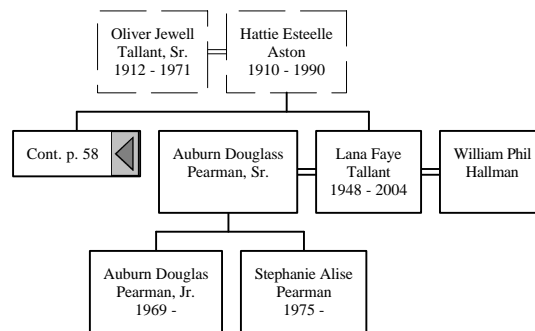 Oliver Jewell
Tallant, Sr.
1912 - 1971
Hattie Esteelle
Aston
1910 - 1990
Cont. p. 58
Auburn Douglass
Pearman, Sr.
Lana Faye
Tallant
1948 - 2004
William Phil
Hallman
Auburn Douglas
Pearman, Jr.
1969 -
Stephanie Alise
Pearman
1975 -